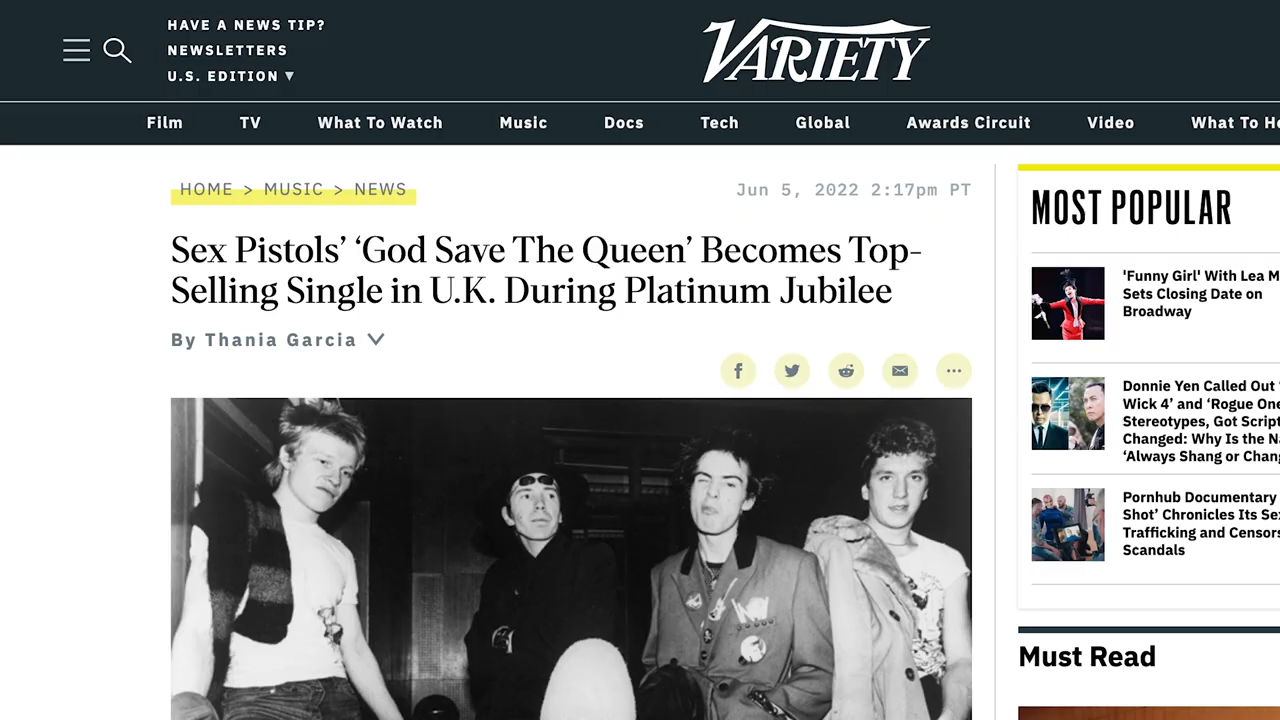 HAVE A NEWS TIP?
NEWSLETTERS
U.S. EDITION ▼
VARIETY
Film TV What To Watch Music Docs Tech Global Awards Circuit Video What To
HOME > MUSIC > NEWS
Jun 5, 2022 2:17pm PT
Sex Pistols’ ‘God Save The Queen’ Becomes Top-
Selling Single in U.K. During Platinum Jubilee
By Thania Garcia
MOST POPULAR
'Funny Girl' With Lea M
Sets Closing Date on
Broadway
Donnie Yen Called Out
Wick 4’ and ‘Rogue One
Stereotypes, Got Script
Changed: Why Is the
‘Always Shang or Chan
Pornhub Documentary
Shot’ Chronicles Its Se
Trafficking and Censors
Scandals
Must Read